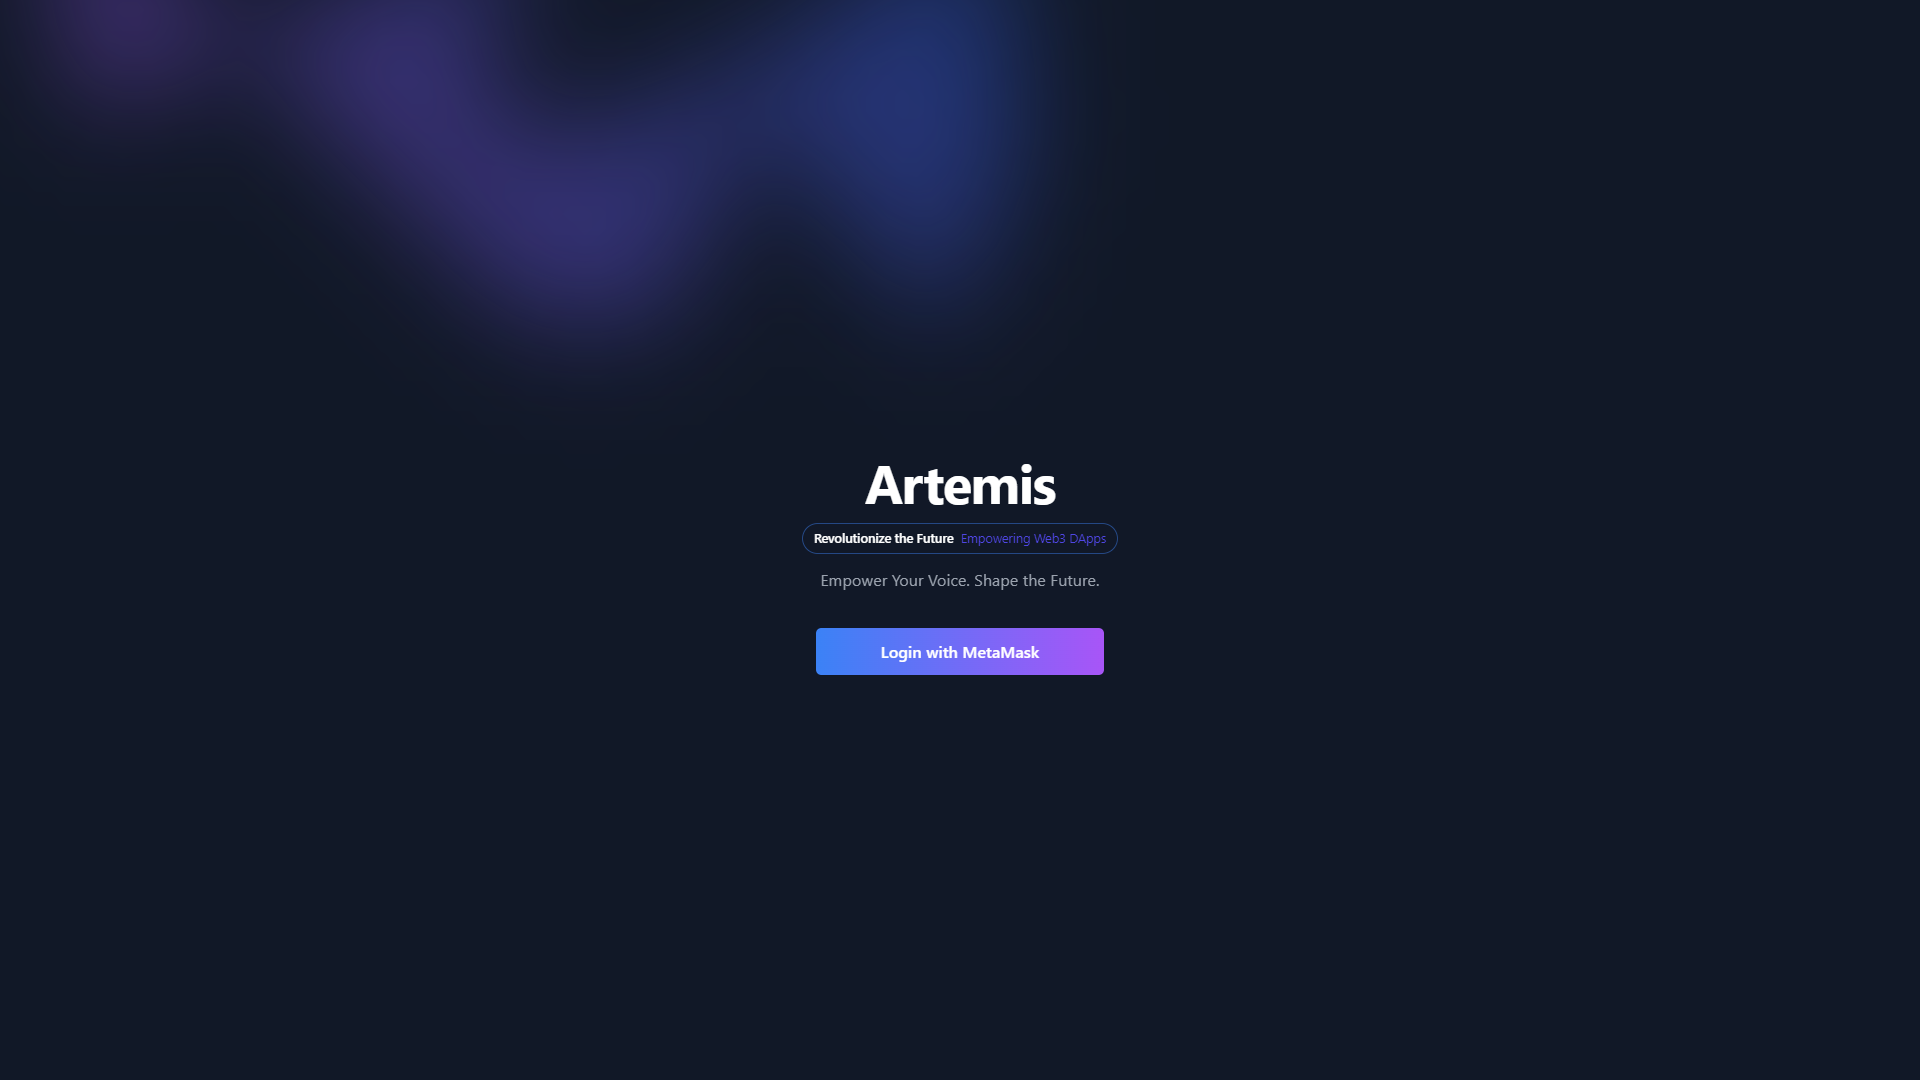 Artemis
Revolutionize the Future Empowering Web3 DApps
Empower Your Voice. Shape the Future.
Login with MetaMask